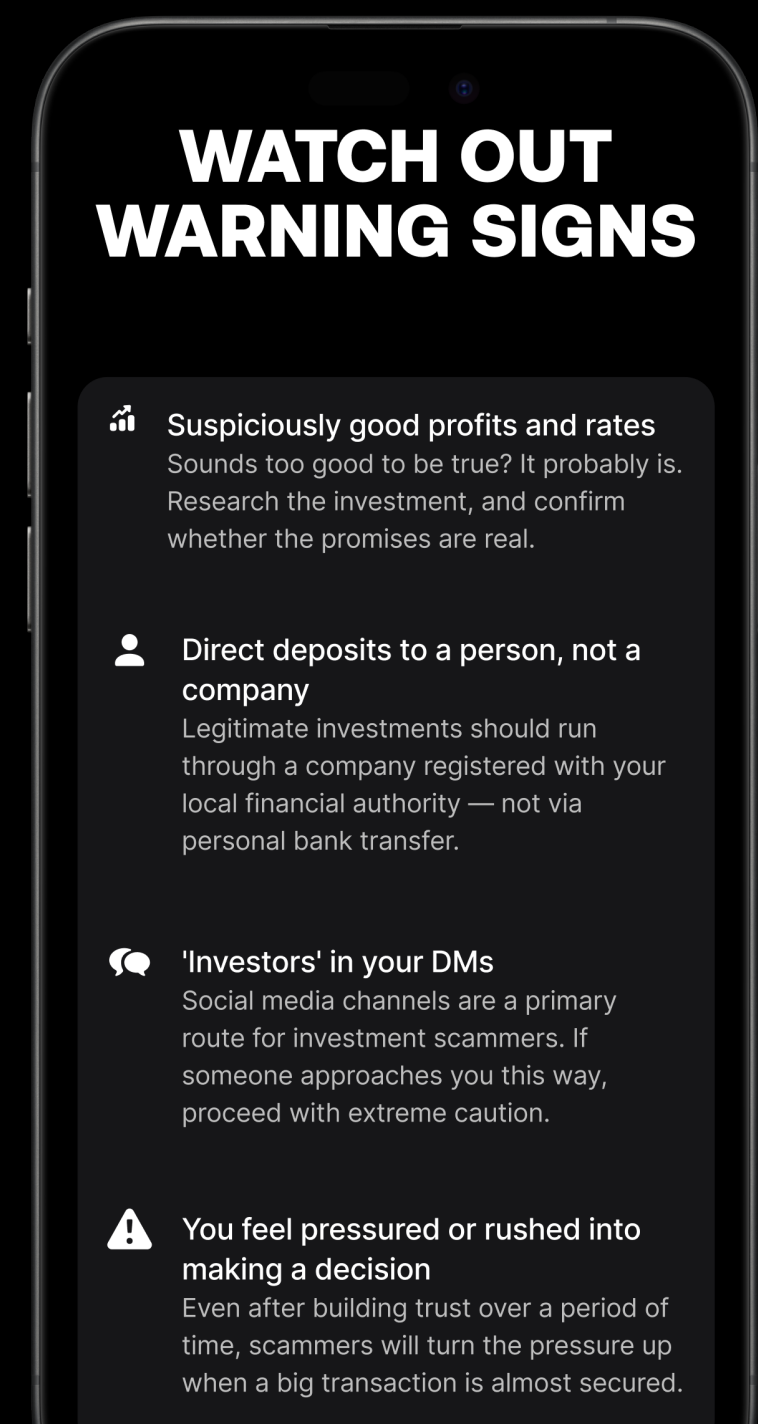 WATCH OUT
WARNING SIGNS
Suspiciously good profits and rates
Sounds too good to be true? It probably is.
Research the investment, and confirm
whether the promises are real.
Direct deposits to a person, not a
company
Legitimate investments should run
through a company registered with your
local financial authority — not via
personal bank transfer.
'Investors' in your DMs
Social media channels are a primary
route for investment scammers. If
someone approaches you this way,
proceed with extreme caution.
You feel pressured or rushed into
making a decision
Even after building trust over a period of
time, scammers will turn the pressure up
when a big transaction is almost secured.